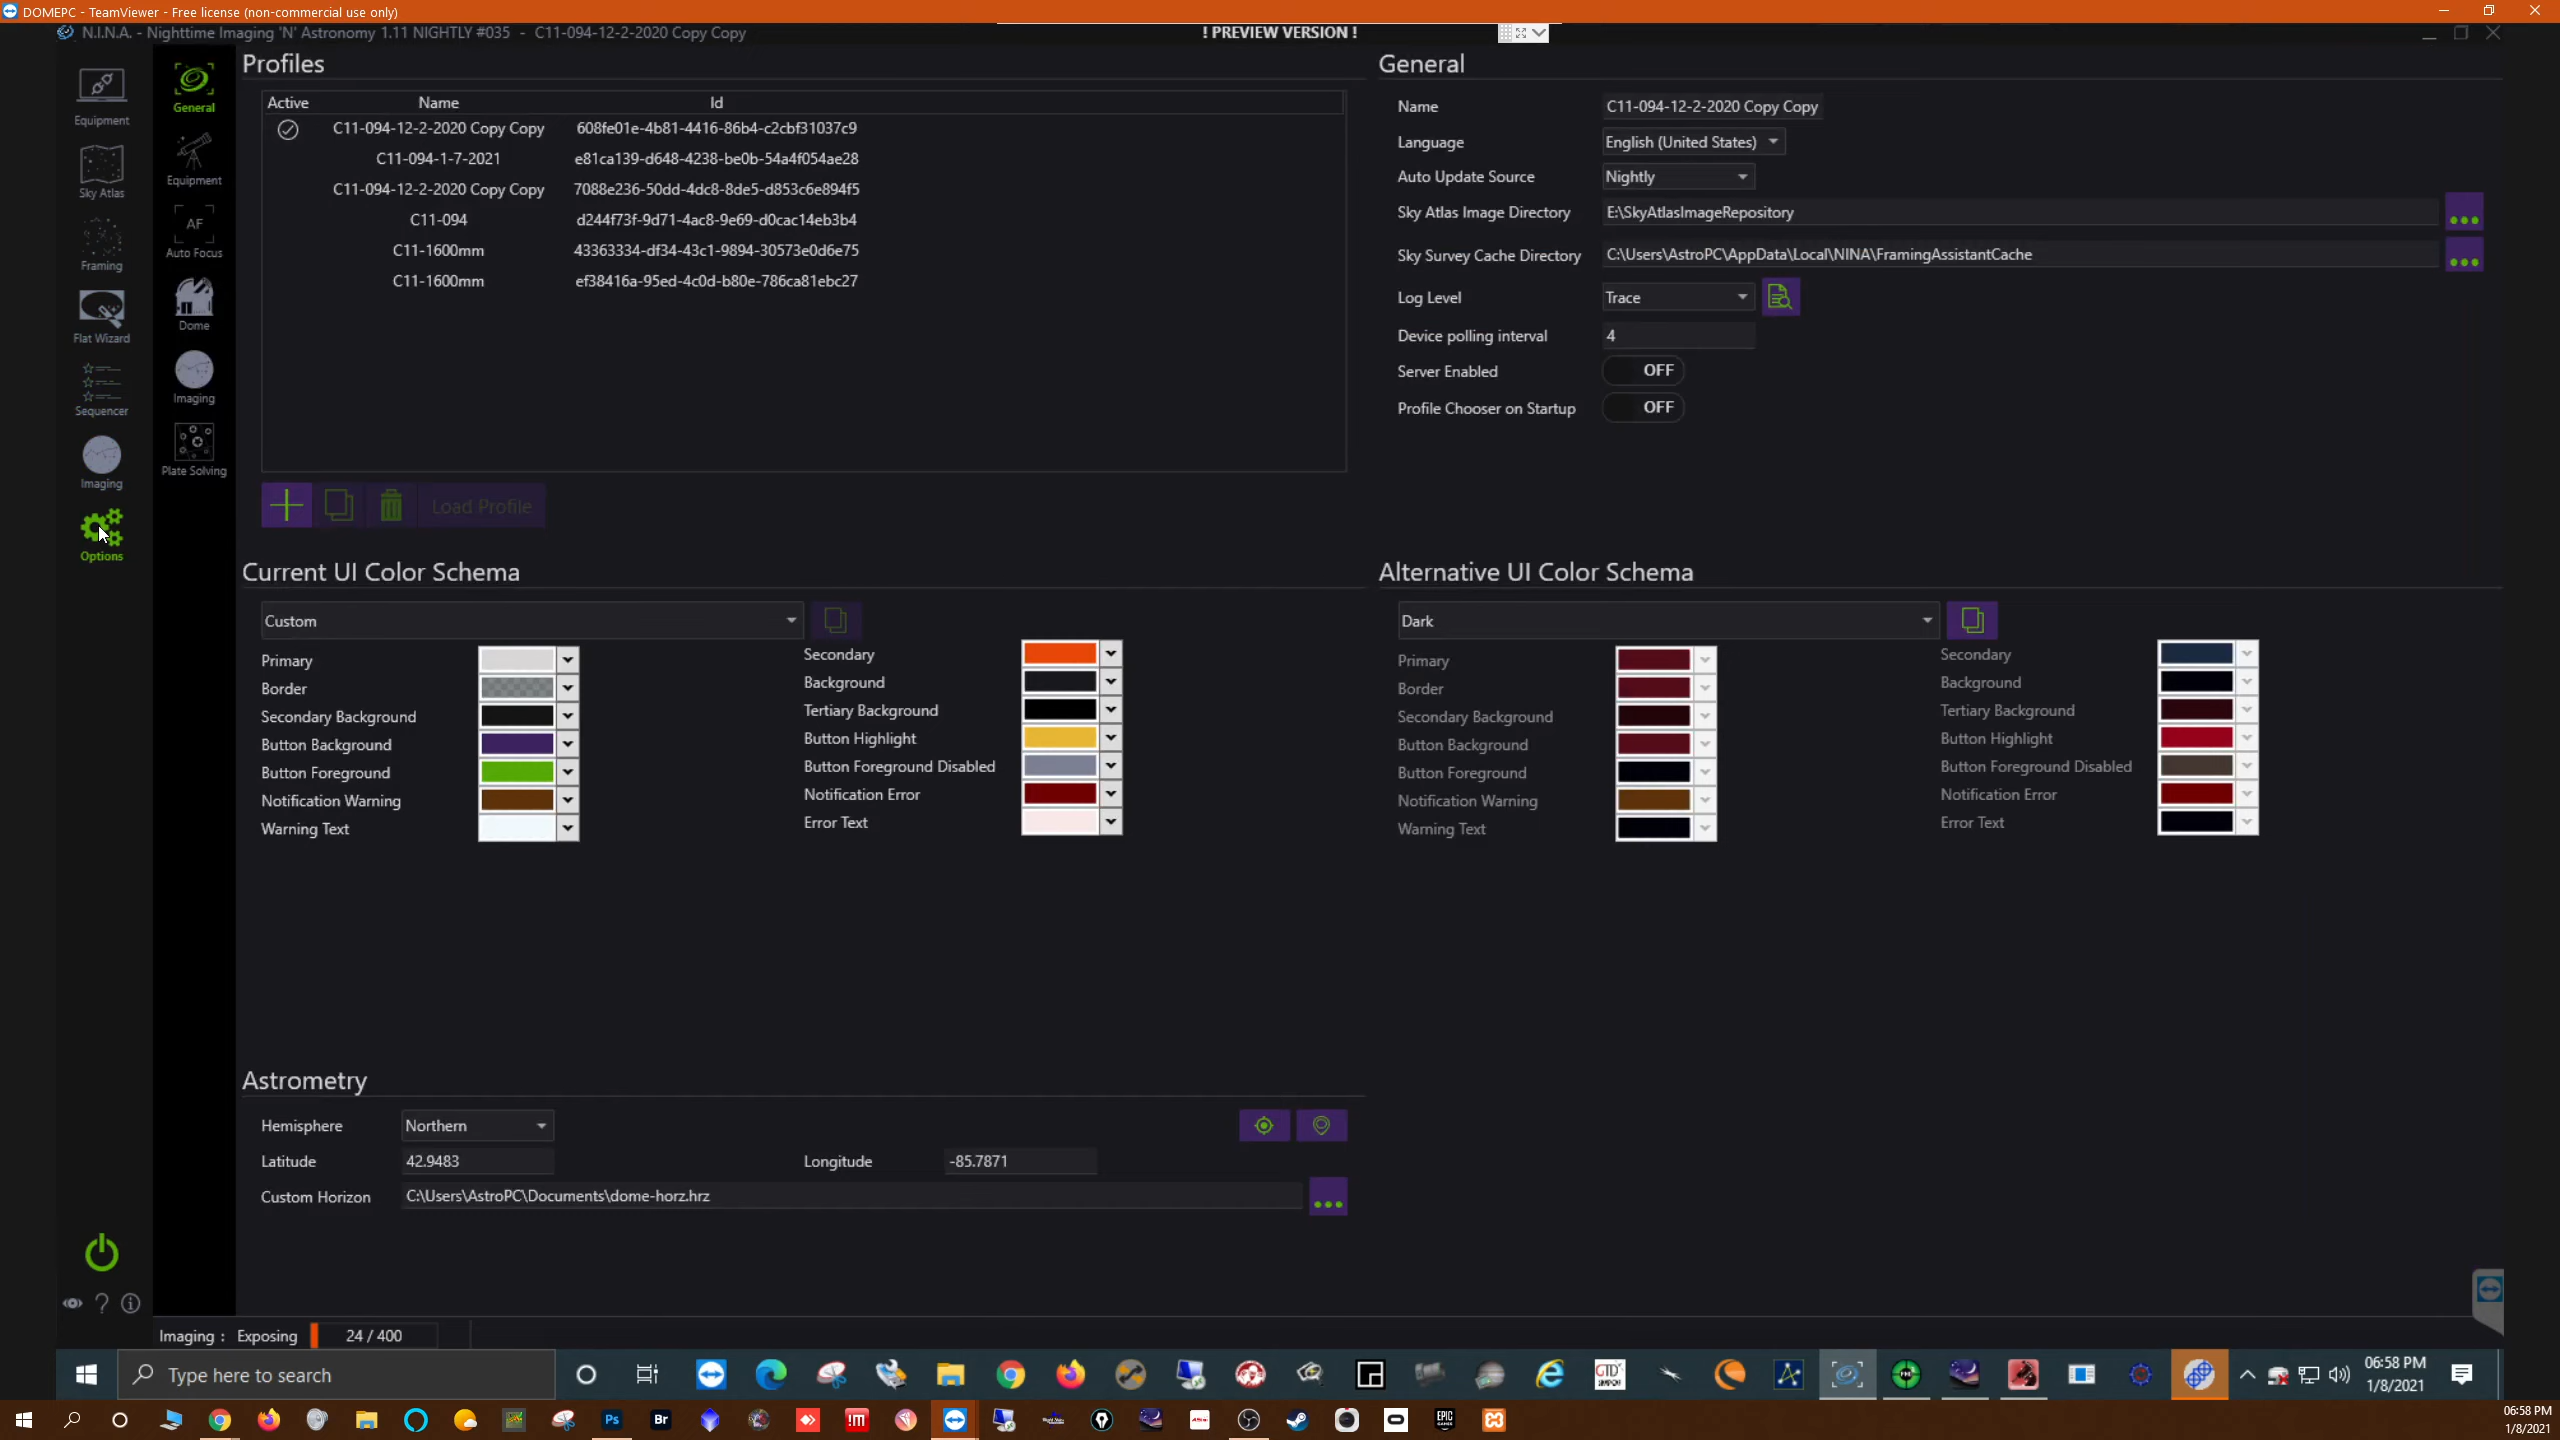 DOMEPC - TeamViewer - Free license (non-commercial use only)
N.I.N.A. - Nighttime Imaging 'N' Astronomy 1.11 NIGHTLY #035 - C11-094-12-2-2020 Copy Copy
! PREVIEW VERSION !
Equipment
Sky Atlas
Framing
Flat Wizard
Sequencer
Imaging
Options
General
Equipment
AF
Auto Focus
Dome
Imaging
Plate Solving
Profiles
Active Name Id
C11-094-12-2-2020 Copy Copy 608fe01e-4b81-4416-86b4-c2cbf31037c9
C11-094-1-7-2021 e81ca139-d648-4238-be0b-54a4f054ae28
C11-094-12-2-2020 Copy Copy 7088e236-50dd-4dc8-8de5-d853c6e894f5
C11-094 d244f73f-9d71-4ac8-9e69-d0cac14eb3b4
C11-1600mm 43363334-df34-43c1-9894-30573e0d6e75
C11-1600mm ef38416a-95ed-4c0d-b80e-786ca81ebc27
Load Profile
General
Name C11-094-12-2-2020 Copy Copy
Language English (United States)
Auto Update Source Nightly
Sky Atlas Image Directory E:\SkyAtlasImageRepository
Sky Survey Cache Directory C:\Users\AstroPC\AppData\Local\NINA\FramingAssistantCache
Log Level Trace
Device polling interval 4
Server Enabled OFF
Profile Chooser on Startup OFF
Current UI Color Schema
Custom
Primary Secondary
Border Background
Secondary Background Tertiary Background
Button Background Button Highlight
Button Foreground Button Foreground Disabled
Notification Warning Notification Error
Warning Text Error Text
Alternative UI Color Schema
Dark
Primary Secondary
Border Background
Secondary Background Tertiary Background
Button Background Button Highlight
Button Foreground Button Foreground Disabled
Notification Warning Notification Error
Warning Text Error Text
Astrometry
Hemisphere Northern
Latitude 42.9483 Longitude -85.7871
Custom Horizon C:\Users\AstroPC\Documents\dome-horz.hrz
Imaging : Exposing 24 / 400
Type here to search
06:58 PM
1/8/2021
Ps
Br
EPIC
06:58 PM
1/8/2021